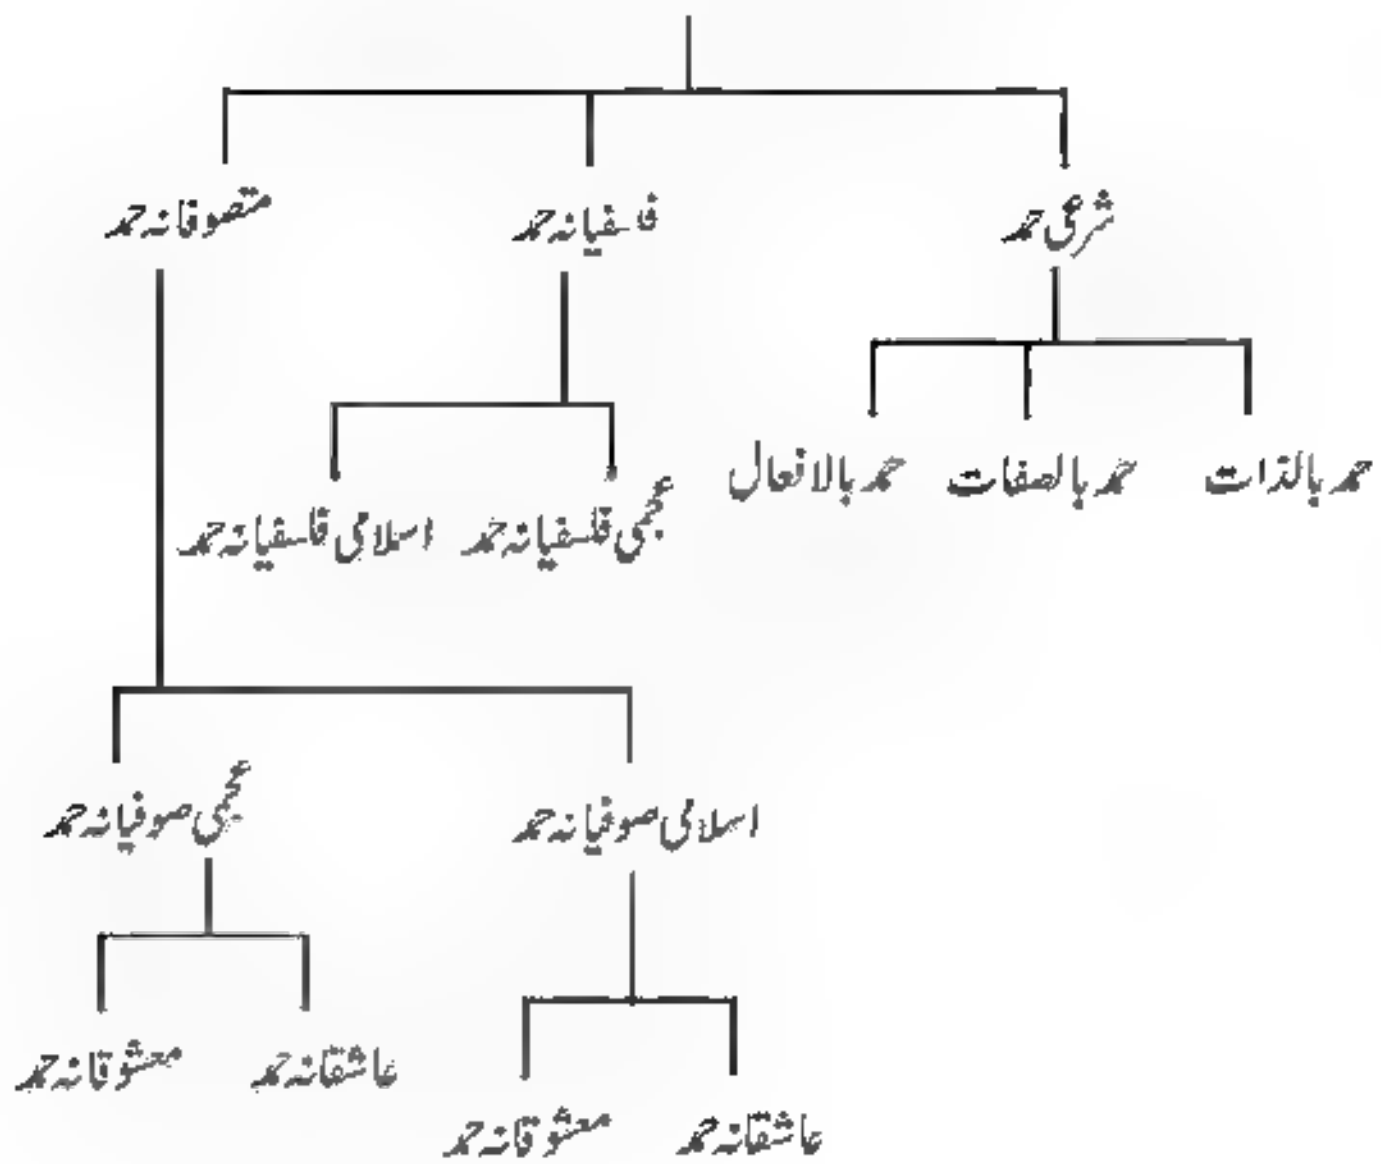 شرعی حمد
فلسفیانہ حمد
متصوفانہ حمد
حمد بالذات
حمد بالصفات
حمد بالافعال
عجمی فلسفیانہ حمد
اسلامی فلسفیانہ حمد
اسلامی صوفیانہ حمد
عجمی صوفیانہ حمد
عاشقانہ حمد
معشوقانہ حمد
عاشقانہ حمد
معشوقانہ حمد